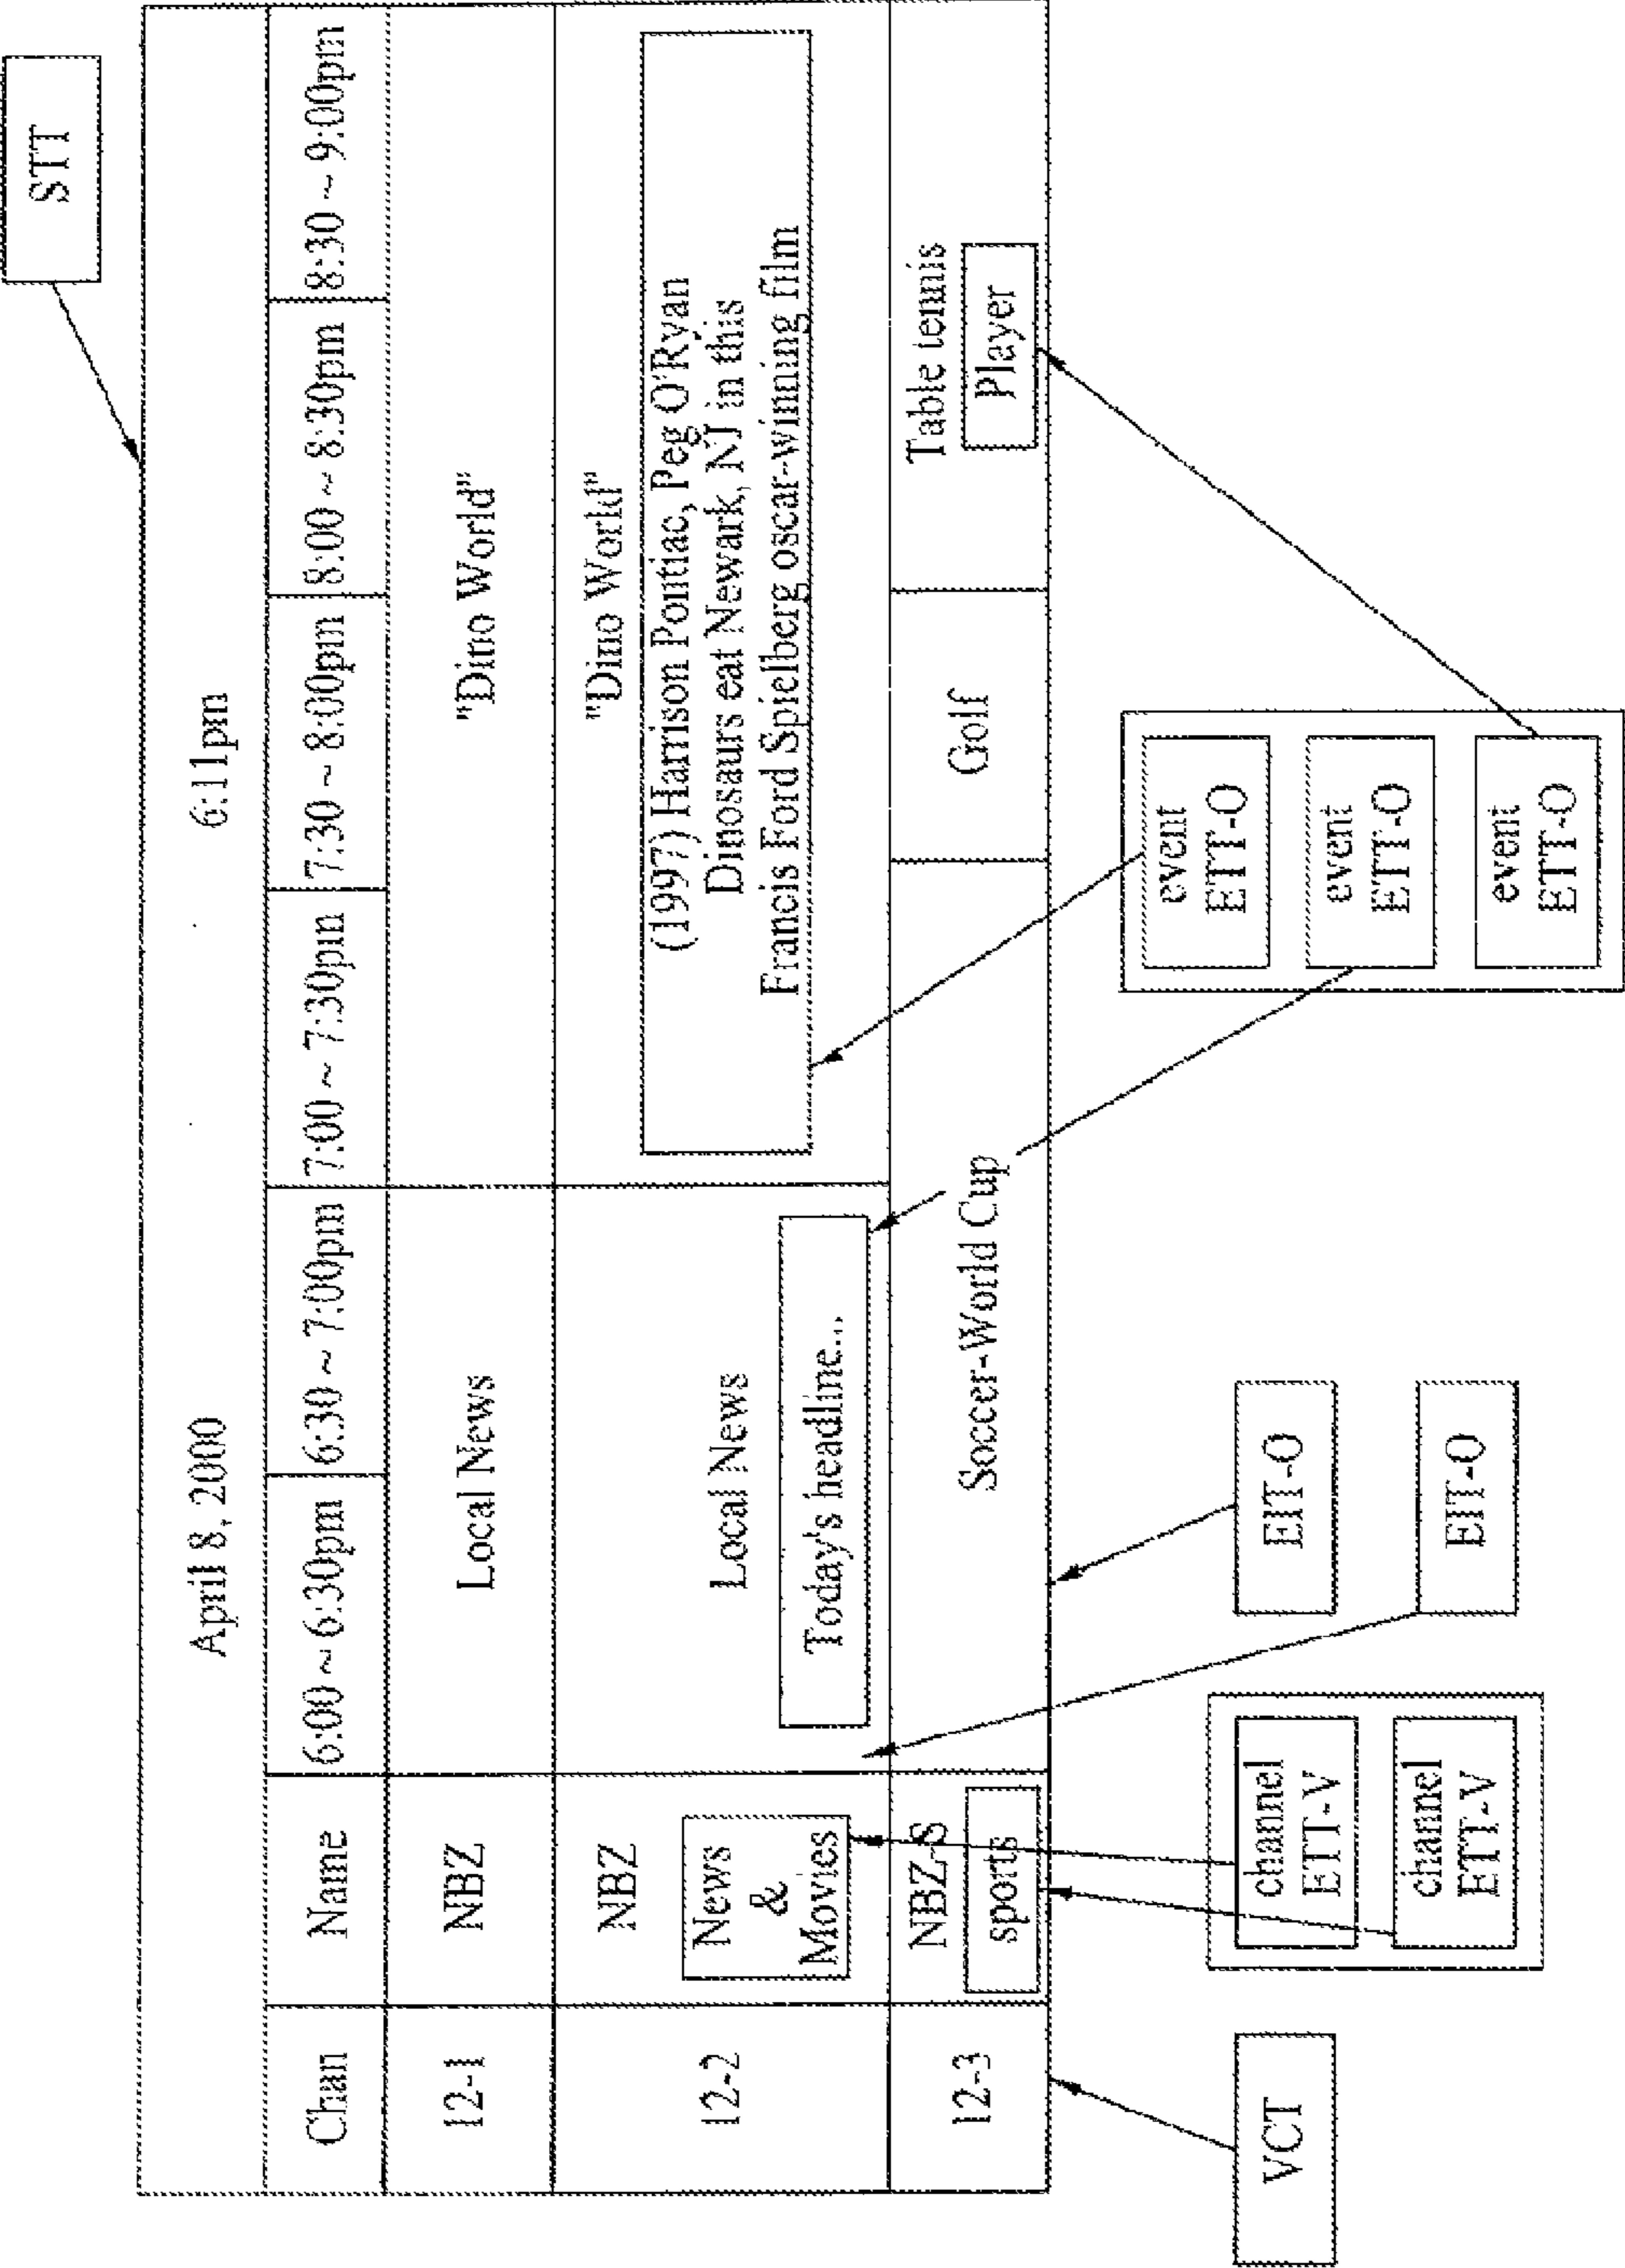 STT
April 8, 2000 6:11pm
Chan Name 6:00 ~ 6:30pm 6:30 ~ 7:00pm 7:00 ~ 7:30pm 7:30 ~ 8:00pm 8:00 ~ 8:30pm 8:30 ~ 9:00pm
12-1 NBZ Local News "Dino World"
12-2 NBZ Local News "Dino World"
News
&
Movies
Today's headline...
(1997) Harrison Pontiac, Peg O'Ryan
Dinosaurs eat Newark, NJ in this
Francis Ford Spielberg oscar-winning film
12-3 NBZ-S Soccer-World Cup Golf Table tennis
sports
Player
VCT
channel
ETT-V
channel
ETT-V
EIT-O
EIT-O
event
ETT-O
event
ETT-O
event
ETT-O